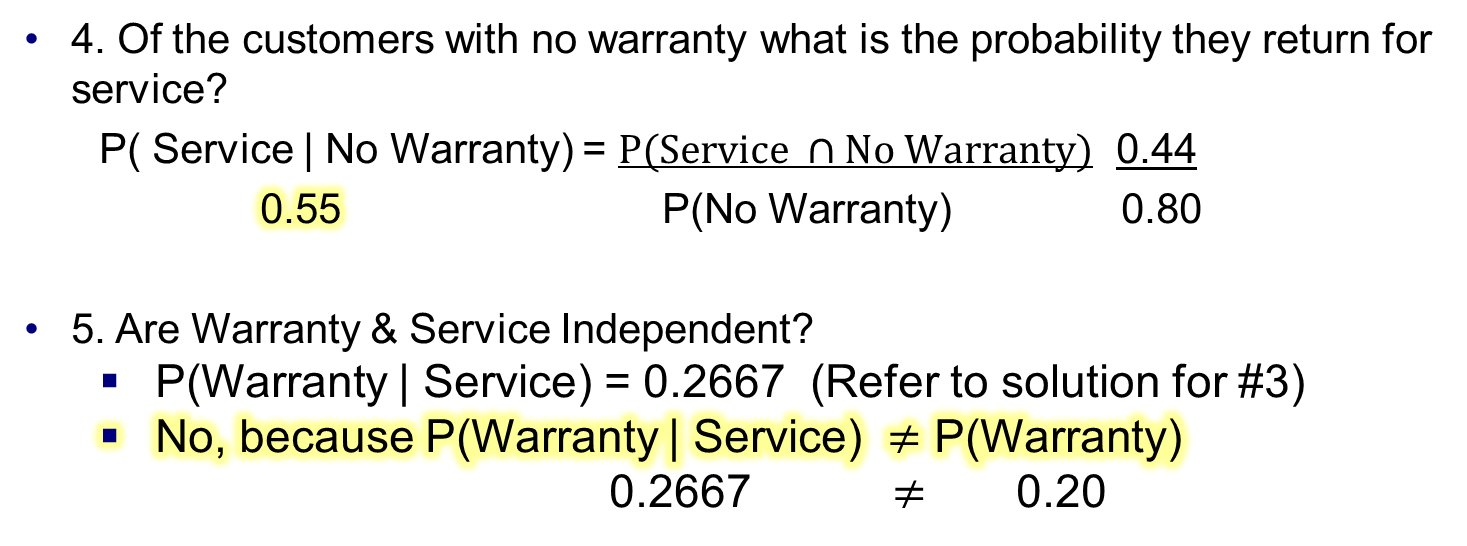 • 4. Of the customers with no warranty what is the probability they return for
service?
P( Service | No Warranty) = P(Service ∩ No Warranty) 0.44
0.55 P(No Warranty) 0.80
• 5. Are Warranty & Service Independent?
▪ P(Warranty | Service) = 0.2667 (Refer to solution for #3)
▪ No, because P(Warranty | Service) ≠ P(Warranty)
0.2667 ≠ 0.20